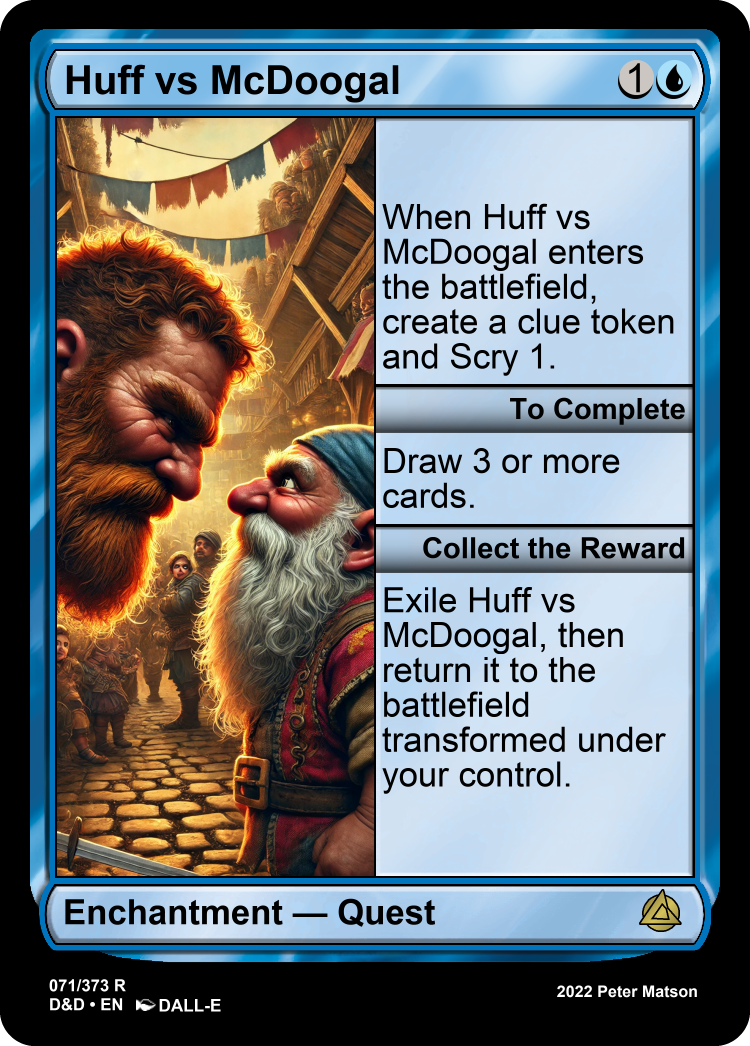 Huff vs McDoogal 1
When Huff vs
McDoogal enters
the battlefield,
create a clue token
and Scry 1.
To Complete
Draw 3 or more
cards.
Collect the Reward
Exile Huff vs
McDoogal, then
return it to the
battlefield
transformed under
your control.
Enchantment — Quest
071/373 R
D&D • EN DALL-E
2022 Peter Matson